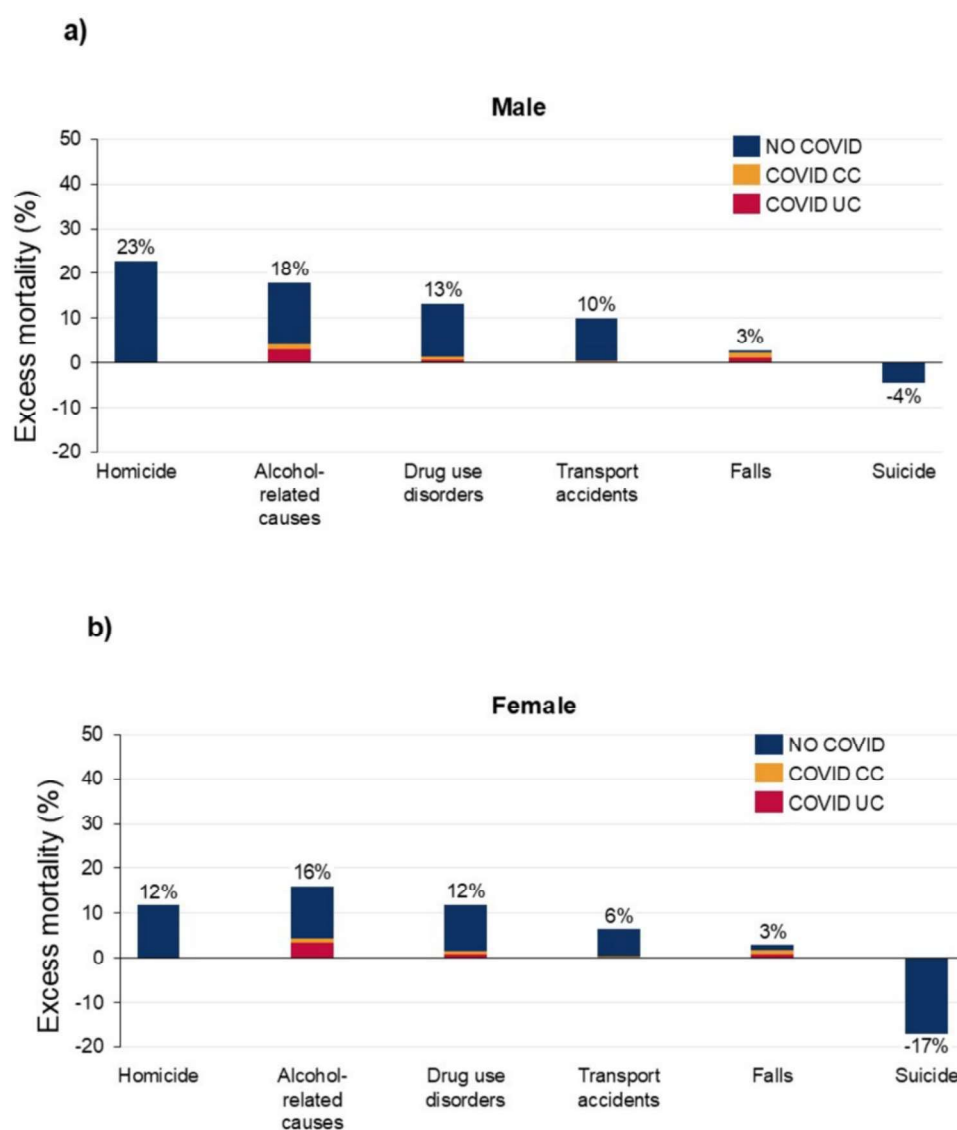 a)
Male
Excess mortality (%)
50
40
30
20
10
0
-10
-20
NO COVID
COVID CC
COVID UC
23%
18%
13%
10%
3%
-4%
Homicide
Alcohol-
related
causes
Drug use
disorders
Transport
accidents
Falls
Suicide
b)
Female
Excess mortality (%)
50
40
30
20
10
0
-10
-20
NO COVID
COVID CC
COVID UC
12%
16%
12%
6%
3%
-17%
Homicide
Alcohol-
related
causes
Drug use
disorders
Transport
accidents
Falls
Suicide